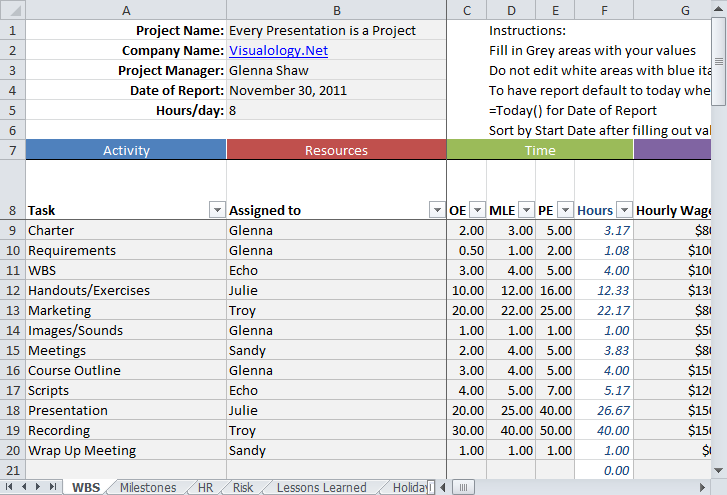 A B C D E F G
1 Project Name: Every Presentation is a Project Instructions:
2 Company Name: Visualology.Net Fill in Grey areas with your values
3 Project Manager: Glenna Shaw Do not edit white areas with blue ita
4 Date of Report: November 30, 2011 To have report default to today whe
5 Hours/day: 8 =Today() for Date of Report
6 Sort by Start Date after filling out val
7 Activity Resources Time
8 Task Assigned to OE MLE PE Hours Hourly Wage
9 Charter Glenna 2.00 3.00 5.00 3.17 $8
10 Requirements Glenna 0.50 1.00 2.00 1.08 $10
11 WBS Echo 3.00 4.00 5.00 4.00 $10
12 Handouts/Exercises Julie 10.00 12.00 16.00 12.33 $13
13 Marketing Troy 20.00 22.00 25.00 22.17 $8
14 Images/Sounds Glenna 1.00 1.00 1.00 1.00 $5
15 Meetings Sandy 2.00 4.00 5.00 3.83 $8
16 Course Outline Glenna 3.00 4.00 5.00 4.00 $15
17 Scripts Echo 4.00 5.00 7.00 5.17 $12
18 Presentation Julie 20.00 25.00 40.00 26.67 $15
19 Recording Troy 30.00 40.00 50.00 40.00 $15
20 Wrap Up Meeting Sandy 1.00 1.00 1.00 1.00 $
21 0.00
WBS Milestones HR Risk Lessons Learned Holiday